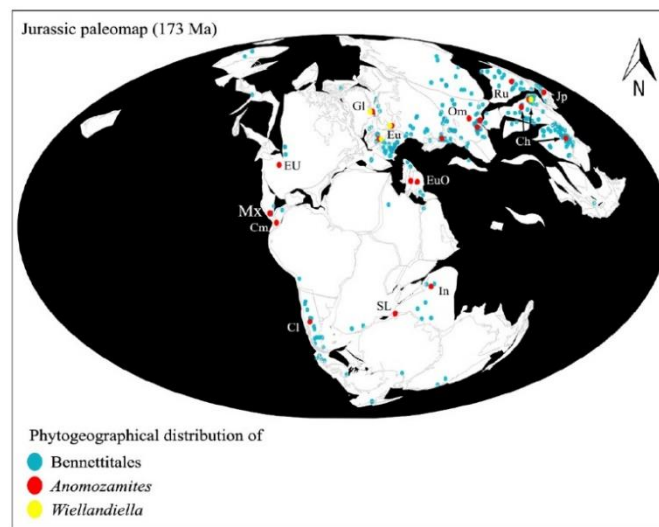 Jurassic paleomap (173 Ma)
N
Ru
Jp
Gl
Om
Eu
Ch
EU
EuO
Mx
Cm
In
SL
Cl
Phytogeographical distribution of
Bennettitales
Anomozamites
Wiellandiella